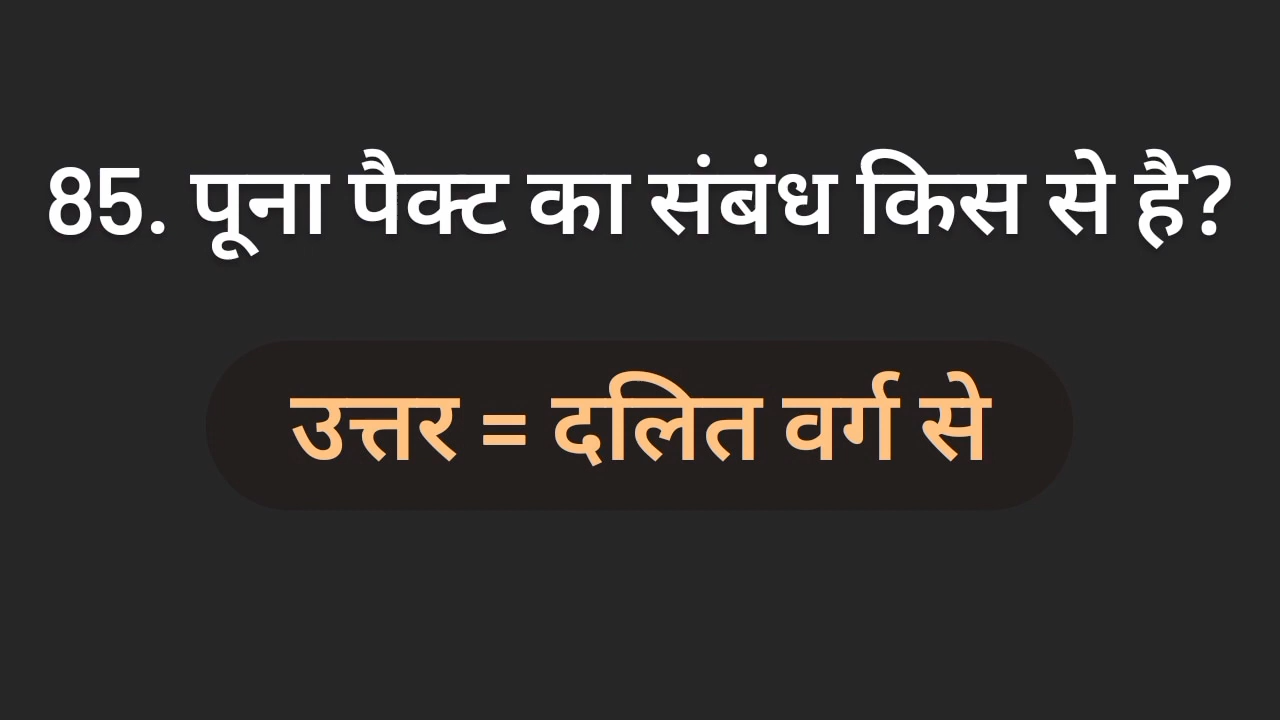 85. पूना पैक्ट का संबंध किस से है?
उत्तर = दलित वर्ग से